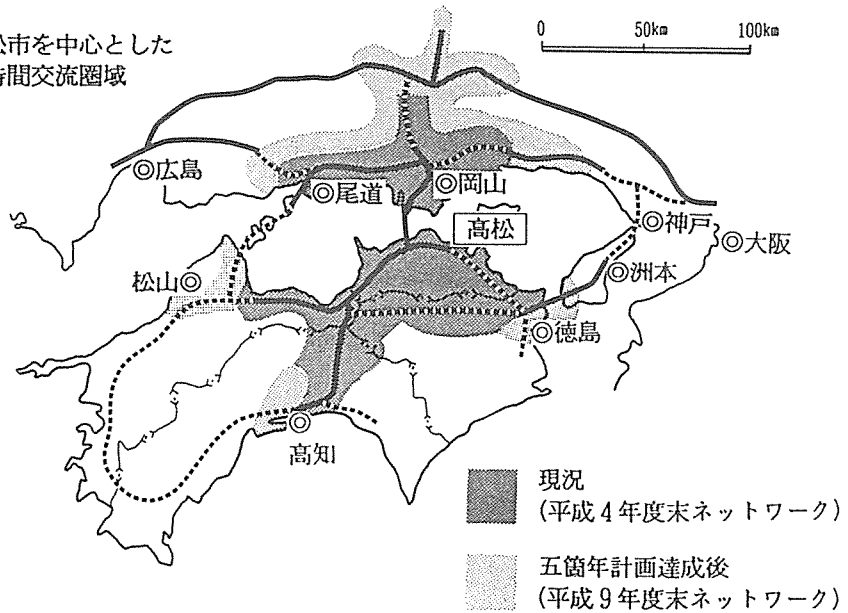 松市を中心とした
時間交流圏域
0 50km 100km
広島
尾道
岡山
高松
神戸
大阪
洲本
松山
徳島
高知
現況
(平成4年度末ネットワーク)
五箇年計画達成後
(平成9年度末ネットワーク)